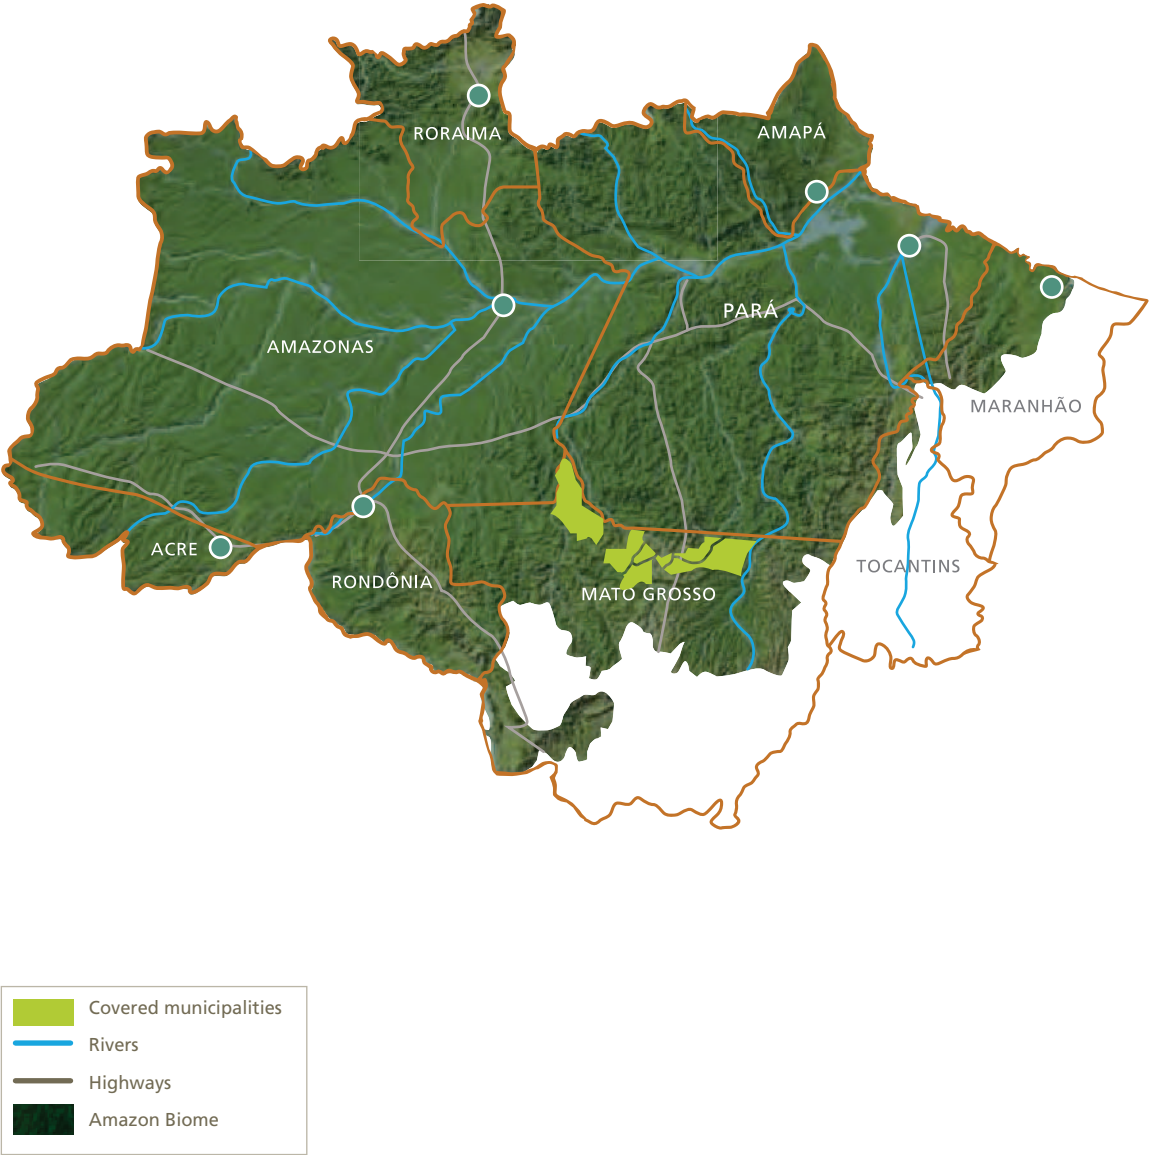 RORAIMA
AMAPÁ
PARÁ
AMAZONAS
MARANHÃO
ACRE
RONDÔNIA
TOCANTINS
MATO GROSSO
Covered municipalities
Rivers
Highways
Amazon Biome